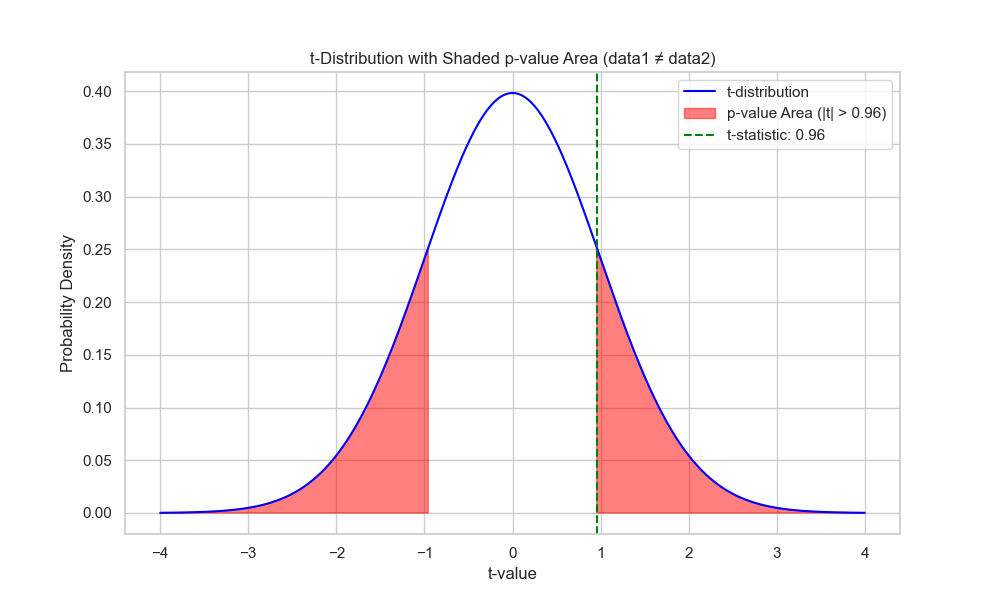 t-Distribution with Shaded p-value Area (data1 ≠ data2)
t-distribution
p-value Area (|t| > 0.96)
t-statistic: 0.96
Probability Density
0.40
0.35
0.30
0.25
0.20
0.15
0.10
0.05
0.00
−4 −3 −2 −1 0 1 2 3 4
t-value